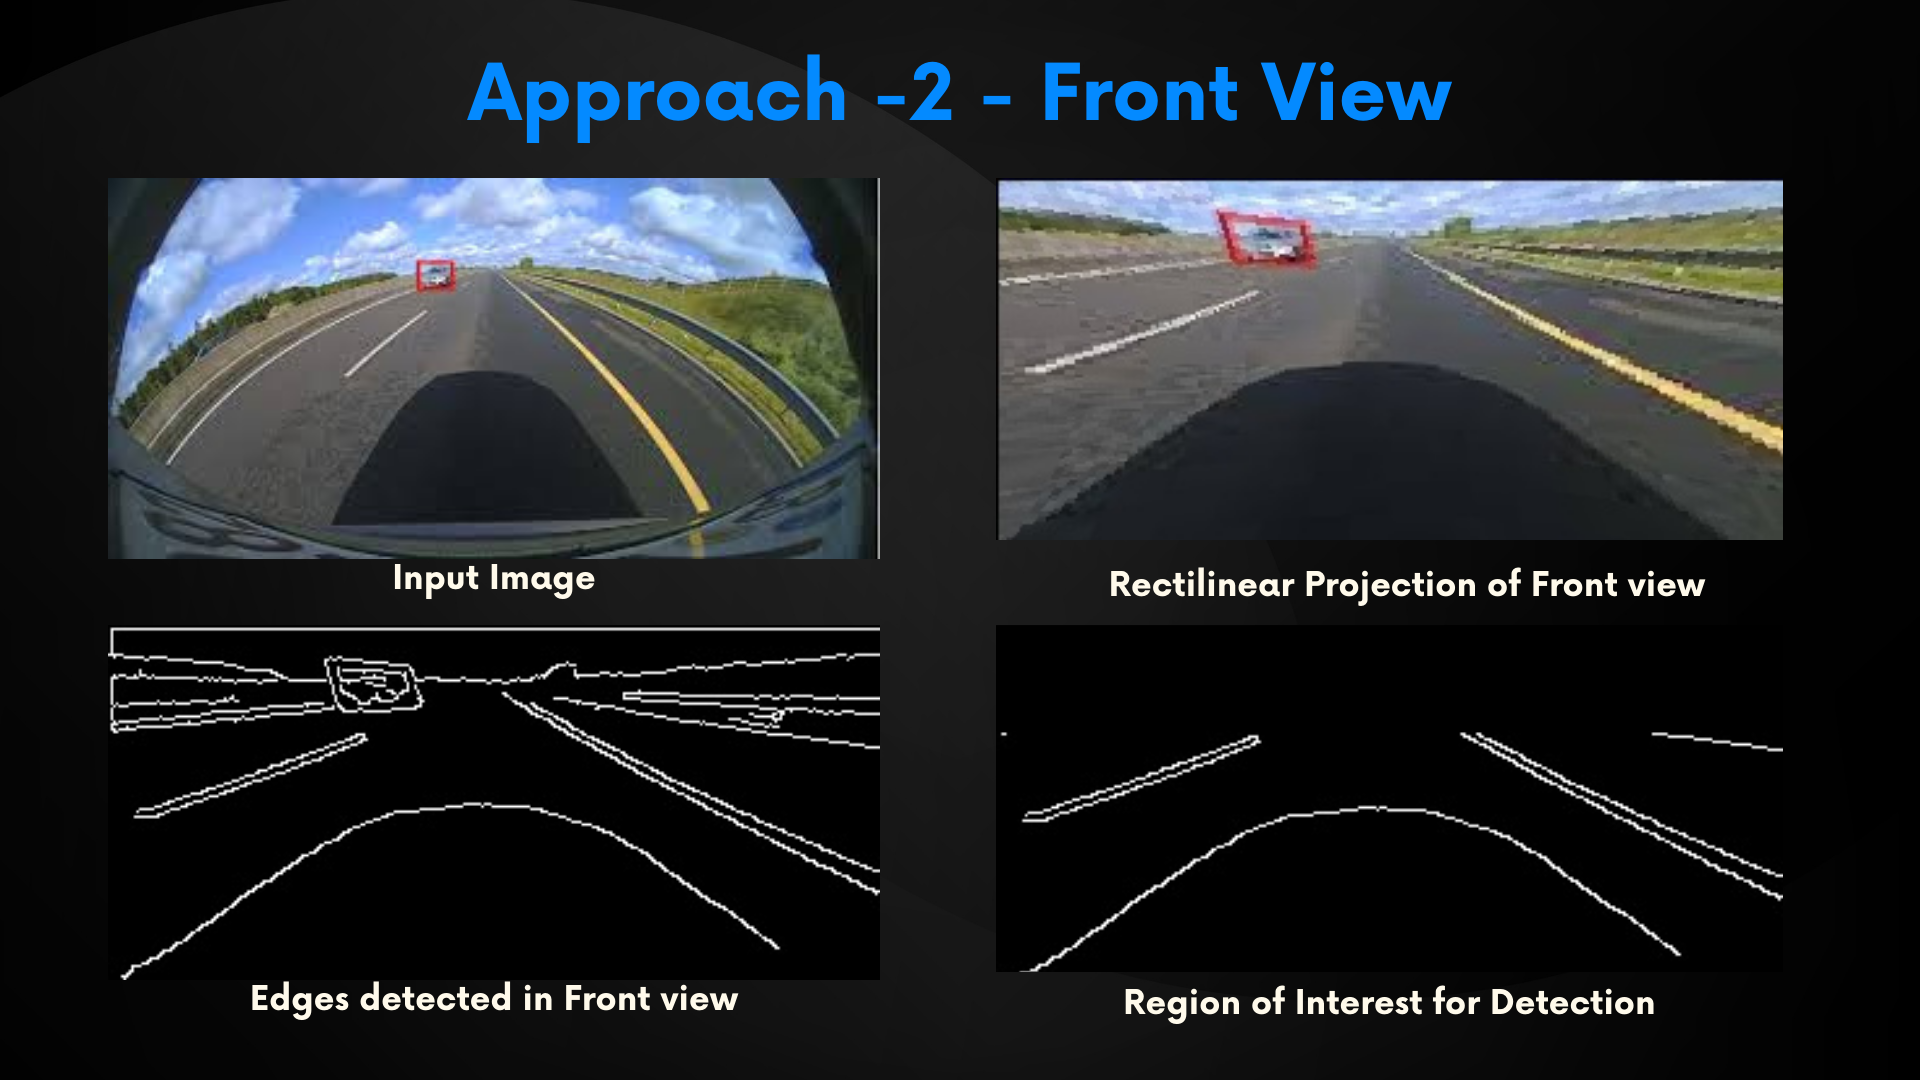 Approach -2 - Front View
Input Image
Rectilinear Projection of Front view
Edges detected in Front view
Region of Interest for Detection